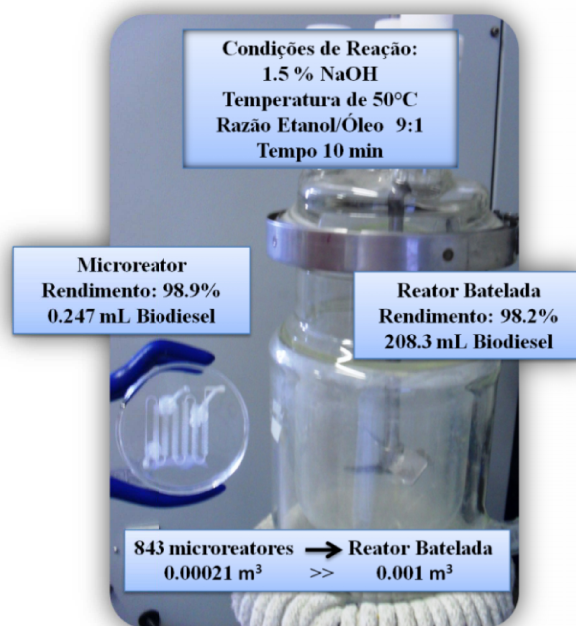 Condições de Reação:
1.5 % NaOH
Temperatura de 50°C
Razão Etanol/Óleo 9:1
Tempo 10 min
Microreator
Rendimento: 98.9%
0.247 mL Biodiesel
Reator Batelada
Rendimento: 98.2%
208.3 mL Biodiesel
843 microreatores → Reator Batelada
0.00021 m³ >> 0.001 m³